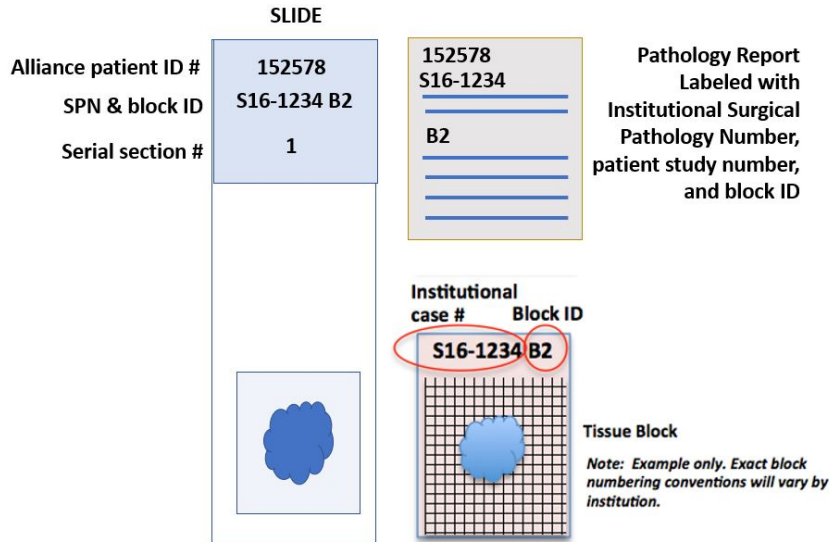 SLIDE
Alliance patient ID #
152578
SPN & block ID
S16-1234 B2
Serial section #
1
152578
S16-1234
B2
Pathology Report
Labeled with
Institutional Surgical
Pathology Number,
patient study number,
and block ID
Institutional
case #
Block ID
S16-1234 B2
Tissue Block
Note: Example only. Exact block
numbering conventions will vary by
institution.